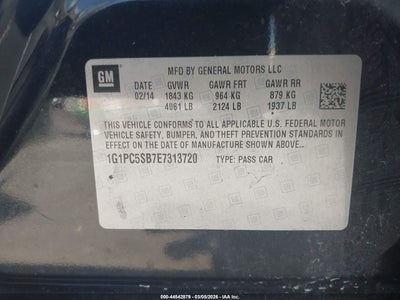 GM
MFD BY GENERAL MOTORS LLC
DATE GVWR GAWR FRT GAWR RR
02/14 1843 KG 964 KG 879 KG
4061 LB 2124 LB 1937 LB
THIS VEHICLE CONFORMS TO ALL APPLICABLE U.S. FEDERAL MOTOR
VEHICLE SAFETY, BUMPER, AND THEFT PREVENTION STANDARDS IN
EFFECT ON THE DATE OF MANUFACTURE SHOWN ABOVE.
1G1PC5SB7E7313720 TYPE: PASS CAR
000-44542879 - 03/09/2026 - IAA Inc.